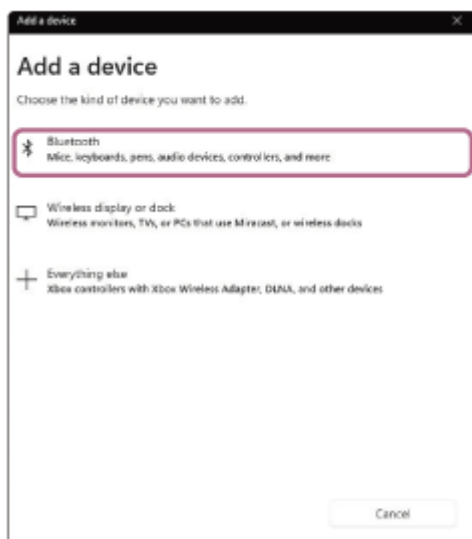 Add a device
Add a device
Choose the kind of device you want to add.
Bluetooth
Mice, keyboards, pens, audio devices, controllers, and more
Wireless display or dock
Wireless monitors, TVs, or PCs that use Miracast, or wireless docks
Everything else
Xbox controllers with Xbox Wireless Adapter, DLNA, and other devices
Cancel